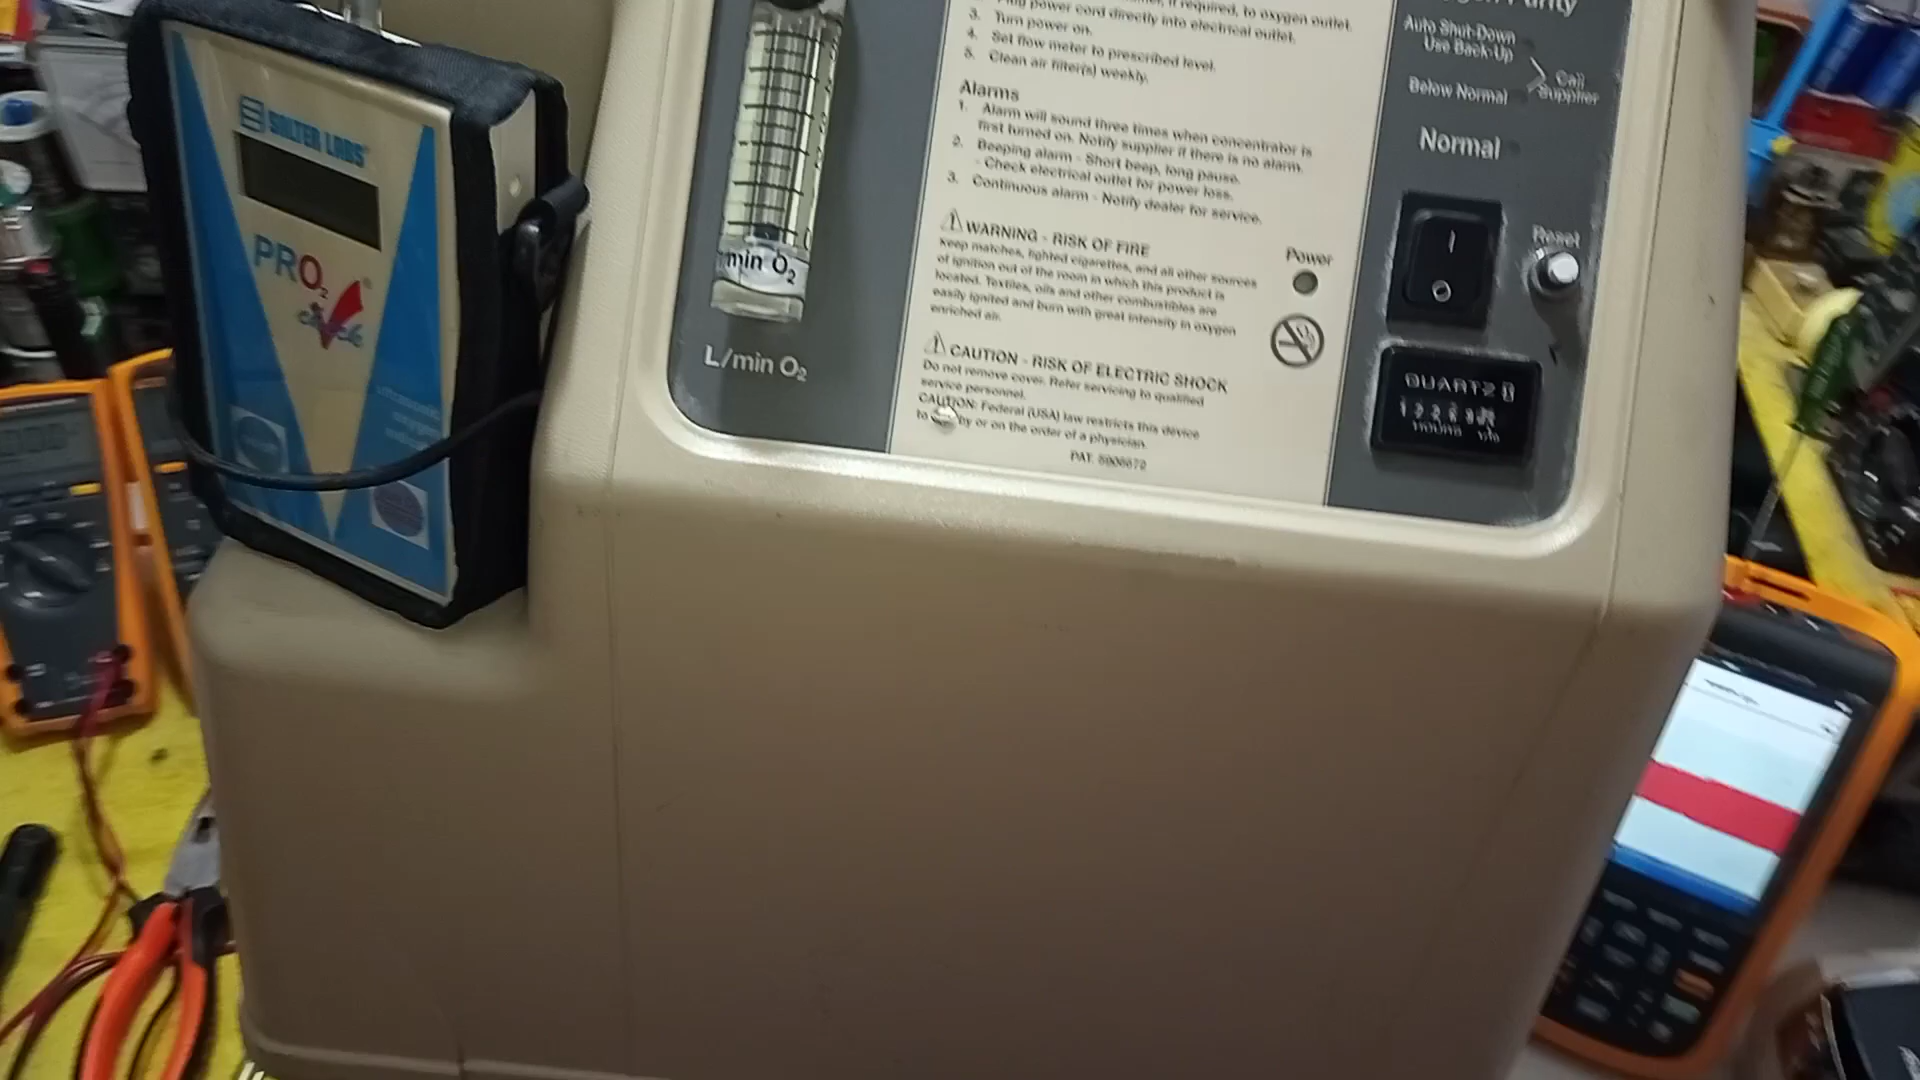 SALTER LABS
PRO2
check
min O2
L/min O2
if required, to oxygen outlet.
Plug power cord directly into electrical outlet.
3. Turn power on.
4. Set flow meter to prescribed level.
5. Clean air filter(s) weekly.
Alarms
1. Alarm will sound three times when concentrator is
first turned on. Notify supplier if there is no alarm.
2. Beeping alarm - Short beep, long pause.
- Check electrical outlet for power loss.
3. Continuous alarm - Notify dealer for service.
WARNING - RISK OF FIRE
Keep matches, lighted cigarettes, and all other sources
of ignition out of the room in which this product is
located. Textiles, oils and other combustibles are
easily ignited and burn with great intensity in oxygen
enriched air.
CAUTION - RISK OF ELECTRIC SHOCK
Do not remove cover. Refer servicing to qualified
service personnel.
CAUTION: Federal (USA) law restricts this device
to by or on the order of a physician.
PAT.
Power
Purity
Auto Shut-Down
Use Back-Up
Call
Supplier
Below Normal
Normal
I
O
Reset
QUARTZ
HOURS